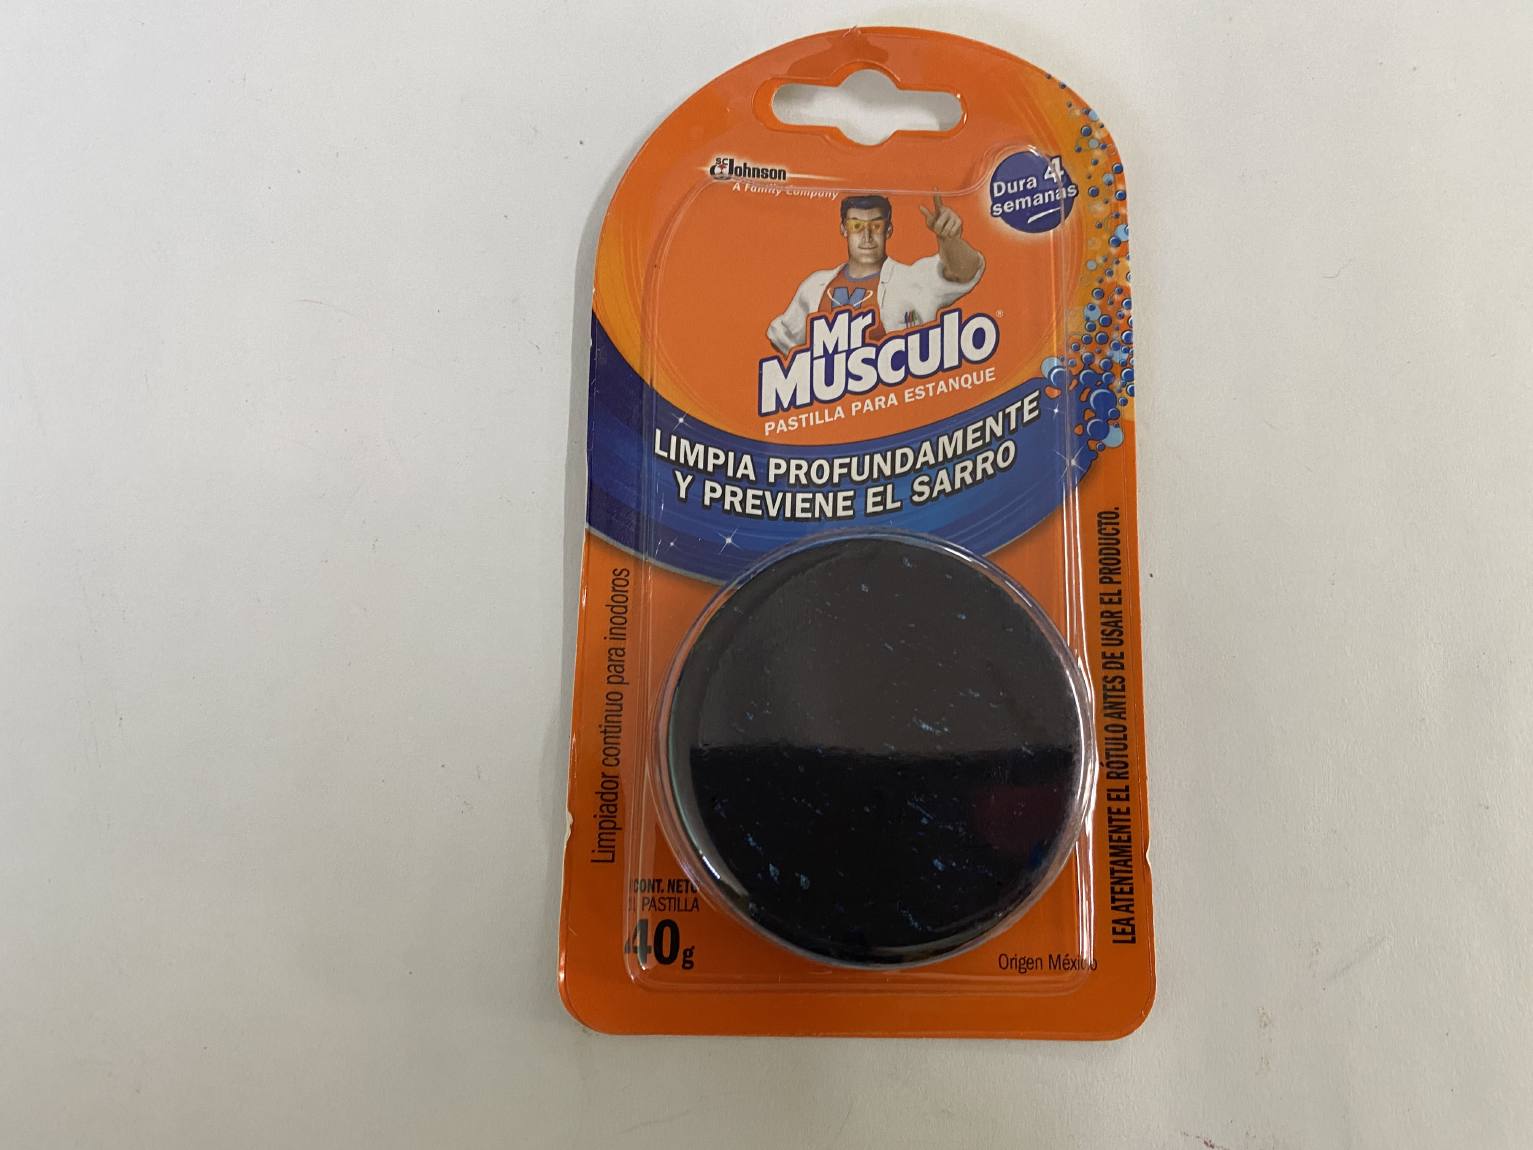 SC
Johnson
A Family Company
Dura 4
semanas
Mr
MUSCULO®
PASTILLA PARA ESTANQUE
LIMPIA PROFUNDAMENTE
Y PREVIENE EL SARRO
Limpiador continuo para inodoros
LEA ATENTAMENTE EL RÓTULO ANTES DE USAR EL PRODUCTO.
CONT. NETO
1 PASTILLA
40g
Origen México